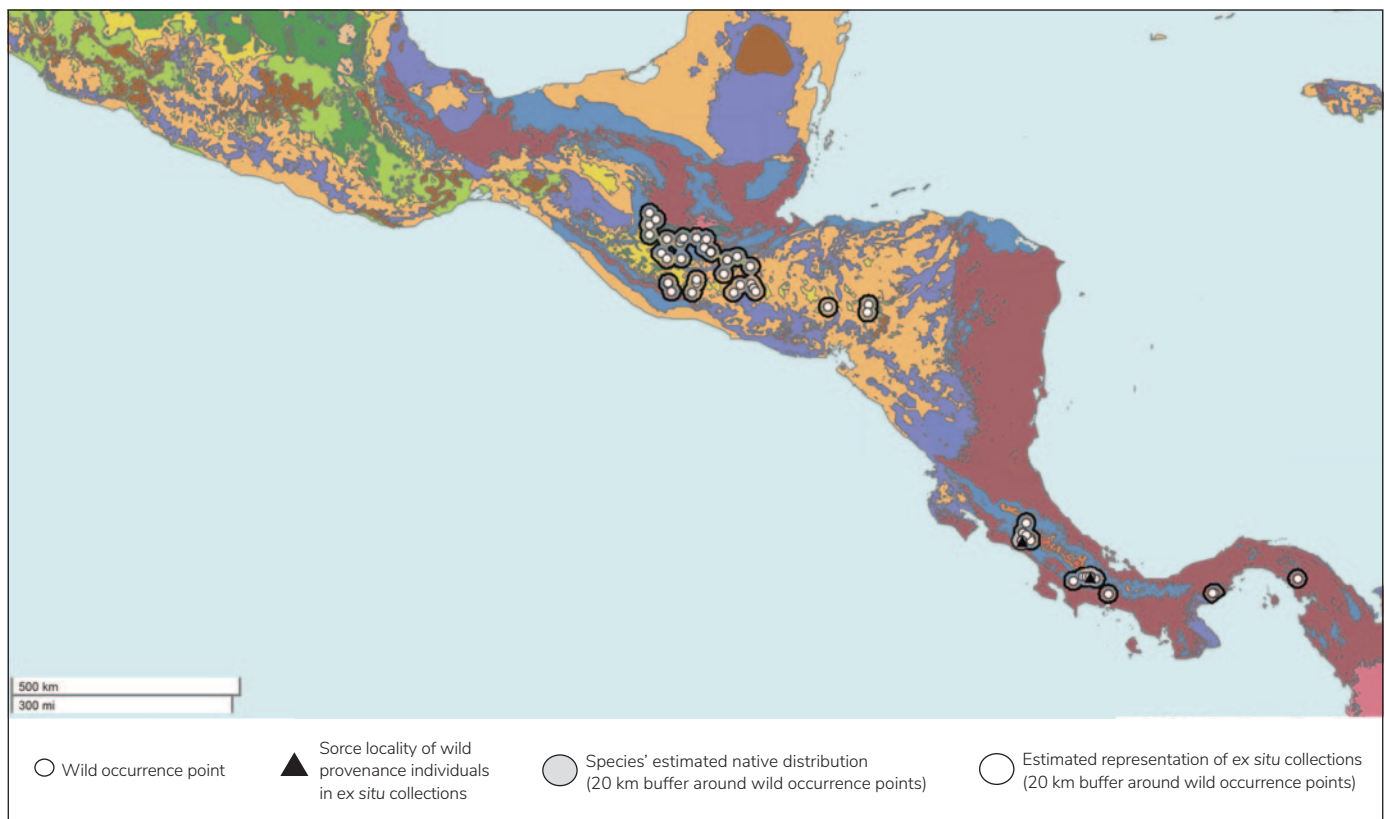 500 km
300 mi
Wild occurrence point
Sorce locality of wild
provenance individuals
in ex situ collections
Species’ estimated native distribution
(20 km buffer around wild occurrence points)
Estimated representation of ex situ collections
(20 km buffer around wild occurrence points)